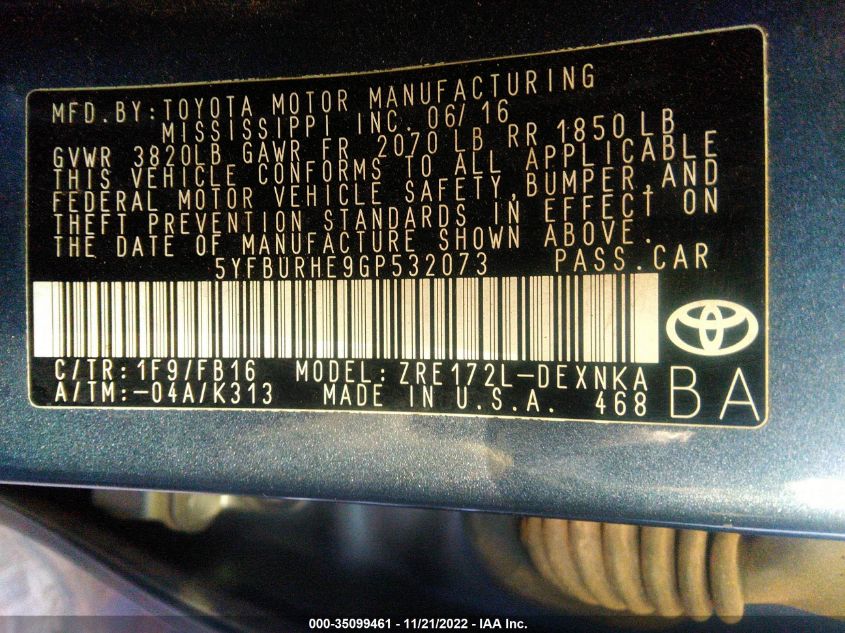 MFD. BY: TOYOTA MOTOR MANUFACTURING
MISSISSIPPI INC. 06/16
GVWR 3820LB GAWR FR 2070 LB RR 1850 LB
THIS VEHICLE CONFORMS TO ALL APPLICABLE
FEDERAL MOTOR VEHICLE SAFETY, BUMPER, AND
THEFT PREVENTION STANDARDS IN EFFECT ON
THE DATE OF MANUFACTURE SHOWN ABOVE.
5YFBURHE9GP532073 PASS. CAR
C/TR: 1F9/FB16 MODEL: ZRE172L-DEXNKA
A/TM: -04A/K313 MADE IN U.S.A. 468
BA
000-35099461 - 11/21/2022 - IAA Inc.